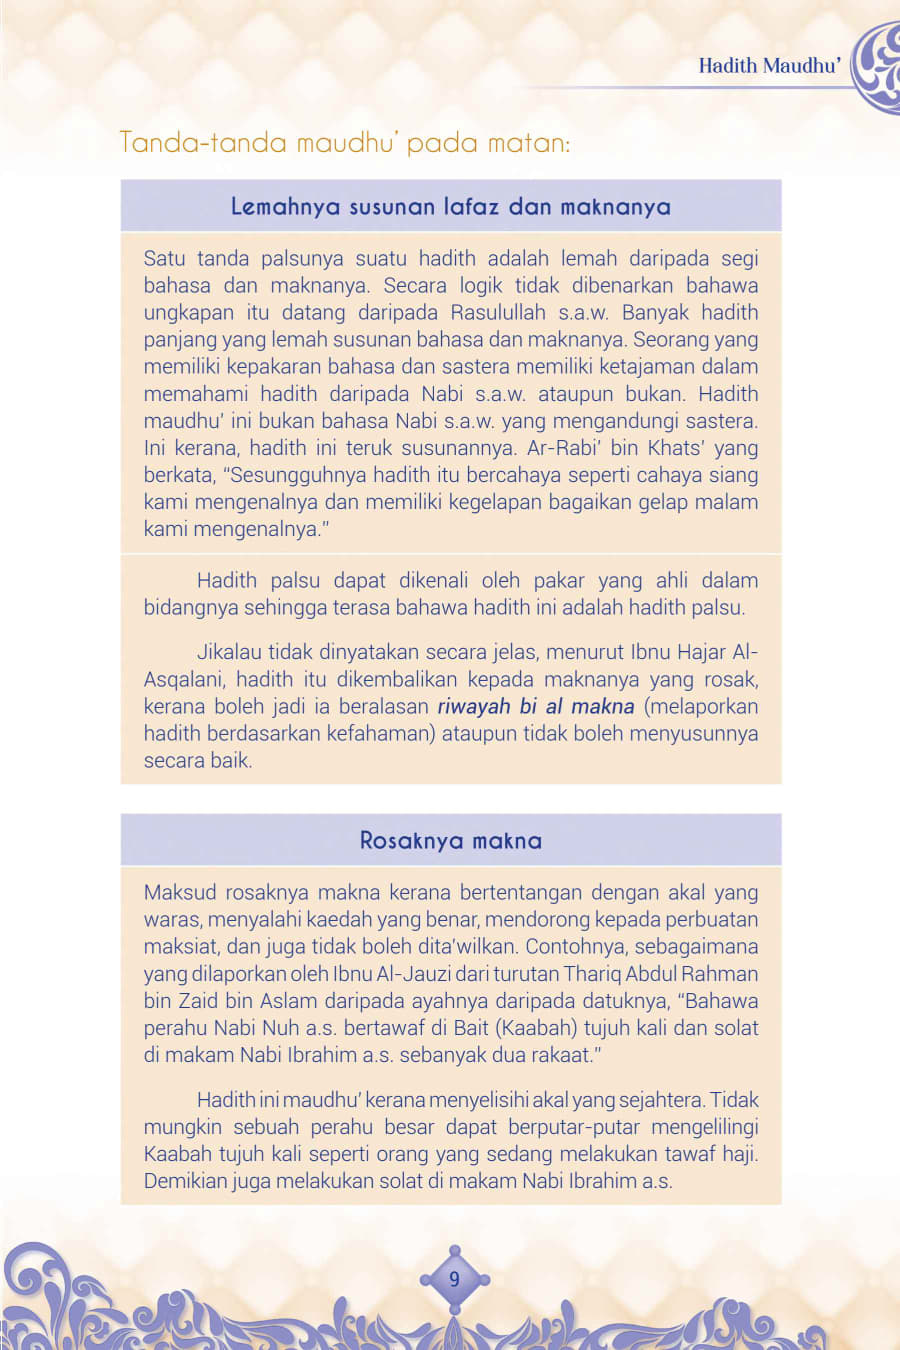 Hadith Maudhu’
Tanda-tanda maudhu’ pada matan:
Lemahnya susunan lafaz dan maknanya
Satu tanda palsunya suatu hadith adalah lemah daripada segi
bahasa dan maknanya. Secara logik tidak dibenarkan bahawa
ungkapan itu datang daripada Rasulullah s.a.w. Banyak hadith
panjang yang lemah susunan bahasa dan maknanya. Seorang yang
memiliki kepakaran bahasa dan sastera memiliki ketajaman dalam
memahami hadith daripada Nabi s.a.w. ataupun bukan. Hadith
maudhu’ ini bukan bahasa Nabi s.a.w. yang mengandungi sastera.
Ini kerana, hadith ini teruk susunannya. Ar-Rabi’ bin Khats’ yang
berkata, “Sesungguhnya hadith itu bercahaya seperti cahaya siang
kami mengenalnya dan memiliki kegelapan bagaikan gelap malam
kami mengenalnya.”
Hadith palsu dapat dikenali oleh pakar yang ahli dalam
bidangnya sehingga terasa bahawa hadith ini adalah hadith palsu.
Jikalau tidak dinyatakan secara jelas, menurut Ibnu Hajar Al-
Asqalani, hadith itu dikembalikan kepada maknanya yang rosak,
kerana boleh jadi ia beralasan riwayah bi al makna (melaporkan
hadith berdasarkan kefahaman) ataupun tidak boleh menyusunnya
secara baik.
Rosaknya makna
Maksud rosaknya makna kerana bertentangan dengan akal yang
waras, menyalahi kaedah yang benar, mendorong kepada perbuatan
maksiat, dan juga tidak boleh dita’wilkan. Contohnya, sebagaimana
yang dilaporkan oleh Ibnu Al-Jauzi dari turutan Thariq Abdul Rahman
bin Zaid bin Aslam daripada ayahnya daripada datuknya, “Bahawa
perahu Nabi Nuh a.s. bertawaf di Bait (Kaabah) tujuh kali dan solat
di makam Nabi Ibrahim a.s. sebanyak dua rakaat.”
Hadith ini maudhu’ kerana menyelisihi akal yang sejahtera. Tidak
mungkin sebuah perahu besar dapat berputar-putar mengelilingi
Kaabah tujuh kali seperti orang yang sedang melakukan tawaf haji.
Demikian juga melakukan solat di makam Nabi Ibrahim a.s.
9